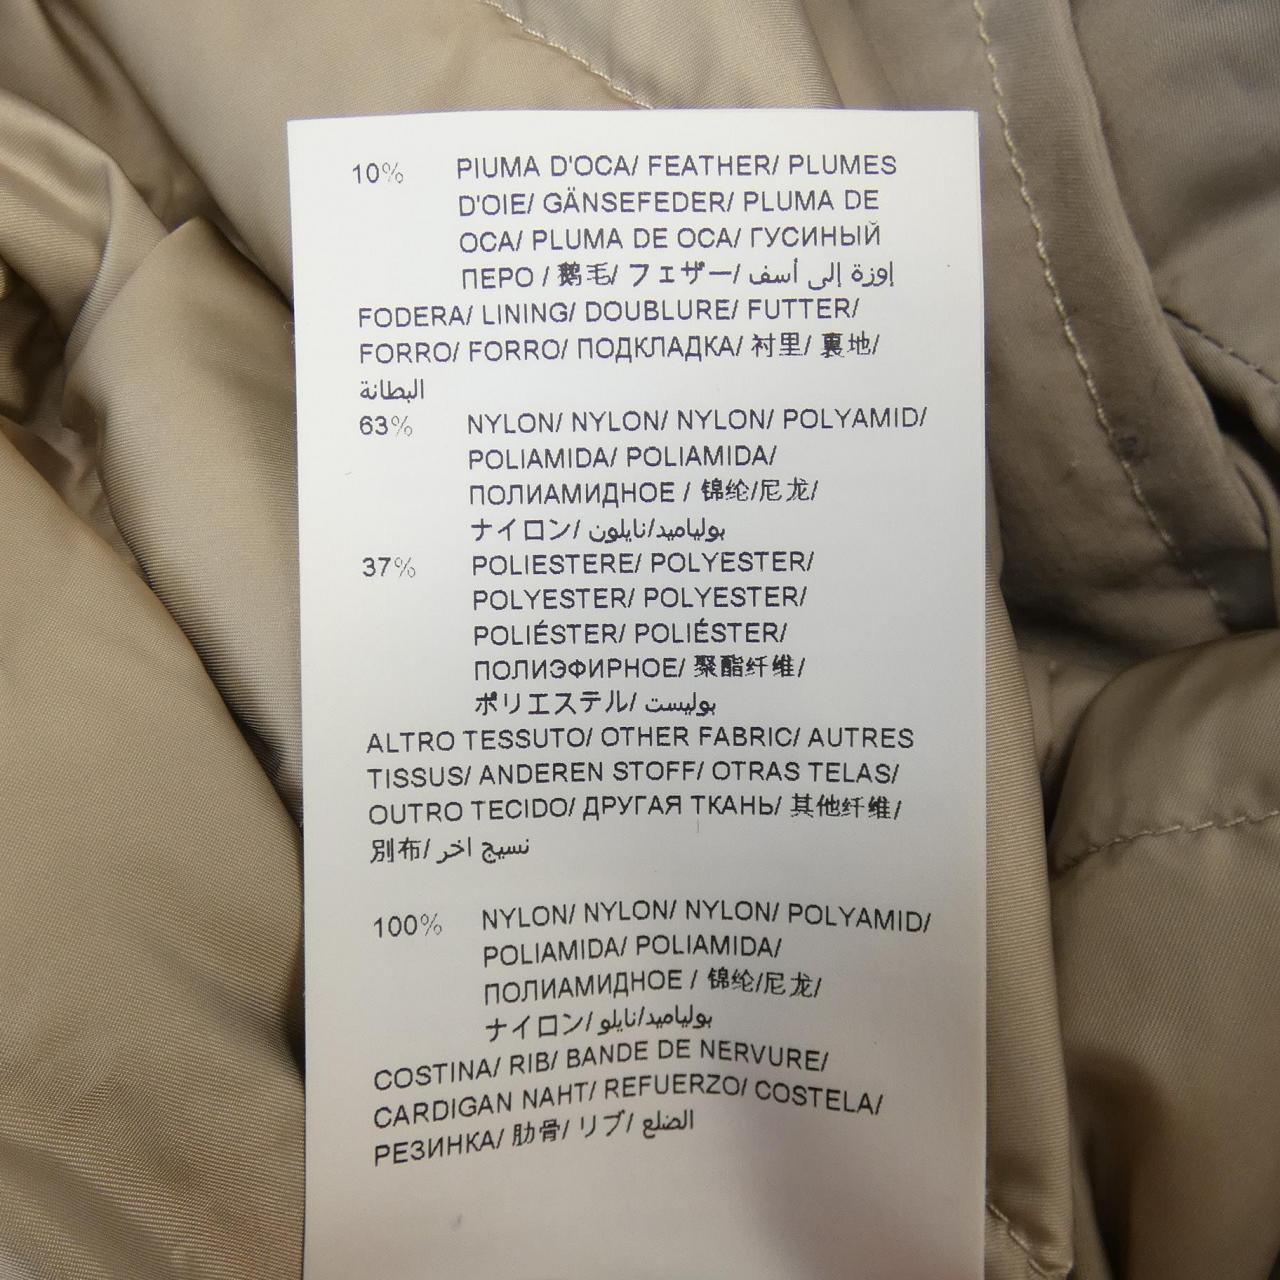 10% PIUMA D'OCA/ FEATHER/ PLUMES
D'OIE/ GÄNSEFEDER/ PLUMA DE
OCA/ PLUMA DE OCA/ ГУСИНЫЙ
ПЕРО / 鹅毛/ フェザー/ إوزة إلى أسف
FODERA/ LINING/ DOUBLURE/ FUTTER/
FORRO/ FORRO/ ПОДКЛАДКА/ 衬里/ 裏地/
البطانة
63% NYLON/ NYLON/ NYLON/ POLYAMID/
POLIAMIDA/ POLIAMIDA/
ПОЛИАМИДНОЕ / 锦纶/尼龙/
ナイロン/ بولياميد/نايلون
37% POLIESTERE/ POLYESTER/
POLYESTER/ POLYESTER/
POLIÉSTER/ POLIÉSTER/
ПОЛИЭФИРНОЕ/ 聚酯纤维/
ポリエステル/ بوليست
ALTRO TESSUTO/ OTHER FABRIC/ AUTRES
TISSUS/ ANDEREN STOFF/ OTRAS TELAS/
OUTRO TECIDO/ ДРУГАЯ ТКАНЬ/ 其他纤维/
別布/ نسيج اخر
100% NYLON/ NYLON/ NYLON/ POLYAMID/
POLIAMIDA/ POLIAMIDA/
ПОЛИАМИДНОЕ / 锦纶/尼龙/
ナイロン/ بولياميد/نايلو
COSTINA/ RIB/ BANDE DE NERVURE/
CARDIGAN NAHT/ REFUERZO/ COSTELA/
РЕЗИНКА/ 肋骨/ リブ/ الضلع